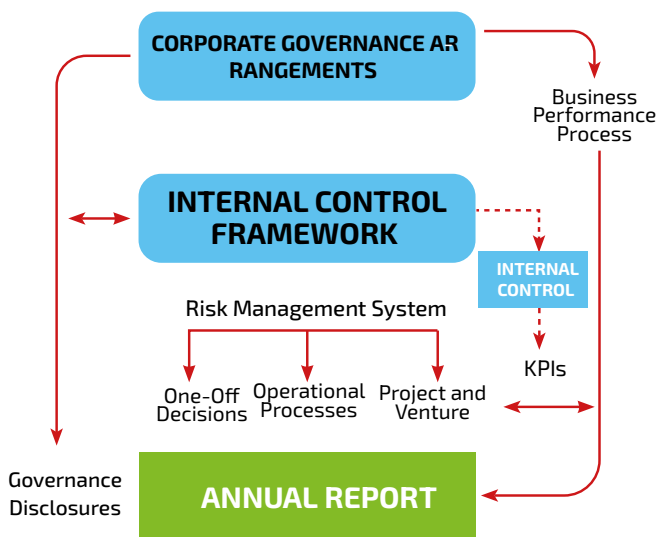 CORPORATE GOVERNANCE AR
RANGEMENTS
Business
Performance
Process
INTERNAL CONTROL
FRAMEWORK
INTERNAL
CONTROL
Risk Management System
KPIs
One-Off
Decisions
Operational
Processes
Project and
Venture
Governance
Disclosures
ANNUAL REPORT